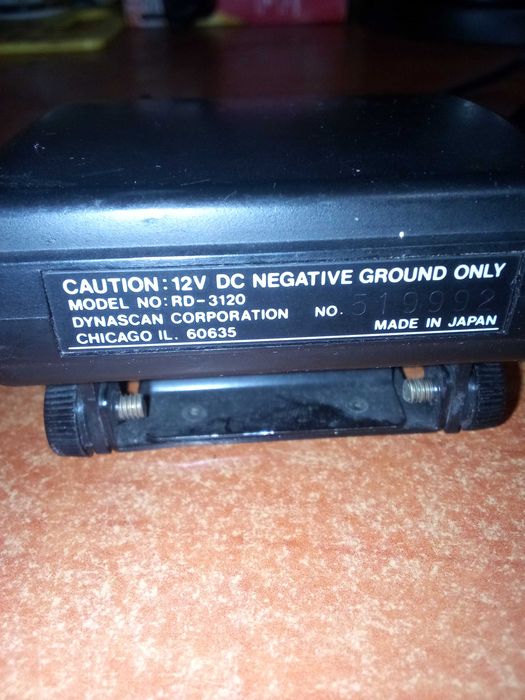 CAUTION: 12V DC NEGATIVE GROUND ONLY
MODEL NO: RD-3120
DYNASCAN CORPORATION NO. 519992
CHICAGO IL. 60635 MADE IN JAPAN